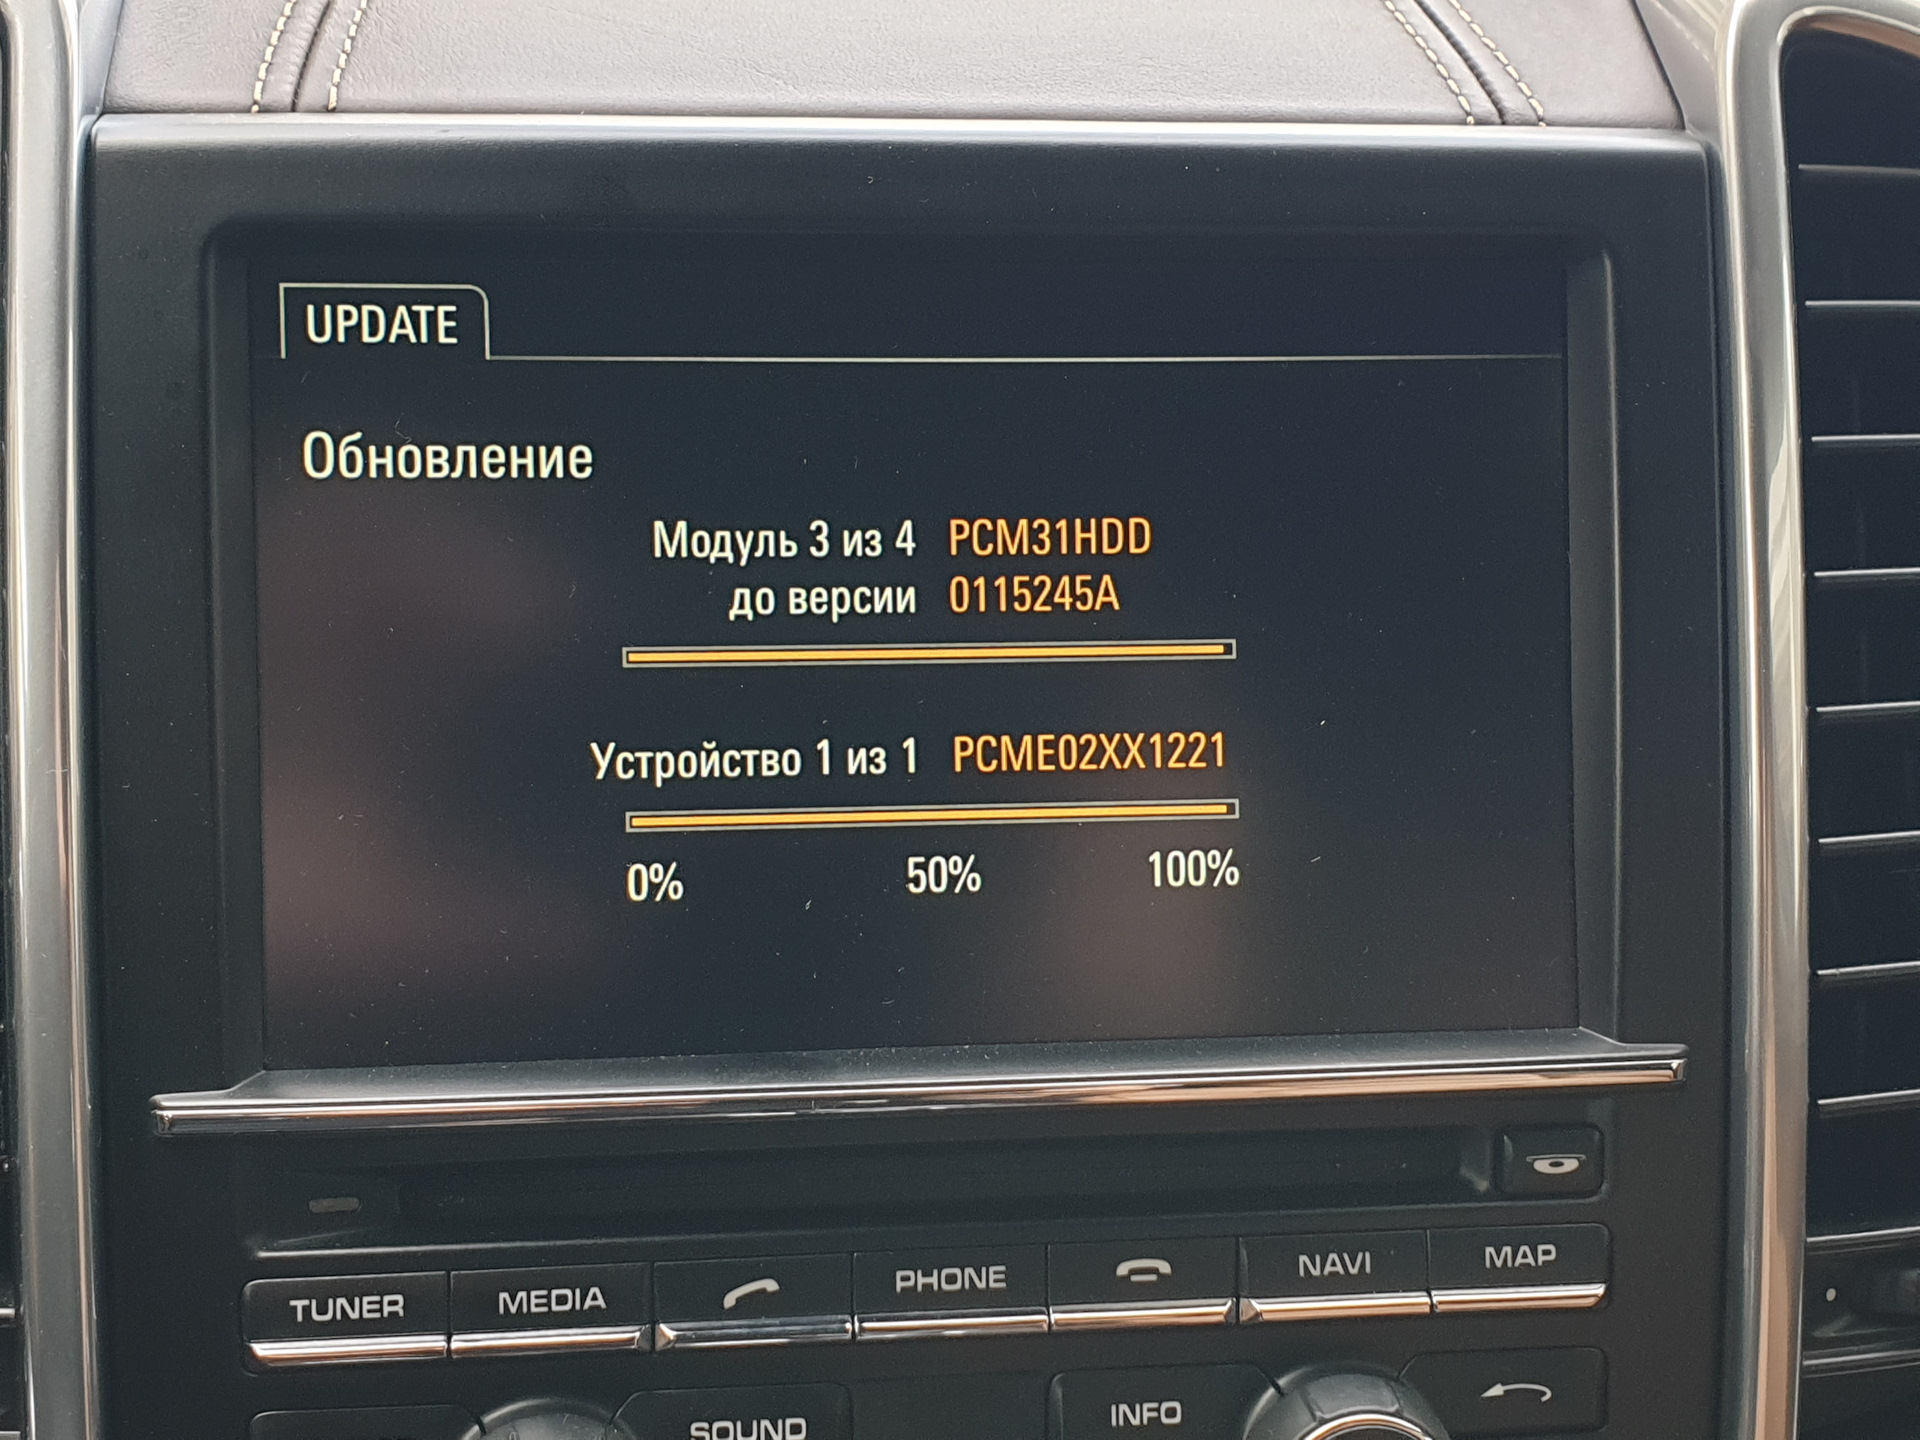 UPDATE
Обновление
Модуль 3 из 4 PCM31HDD
до версии 0115245A
Устройство 1 из 1 PCME02XX1221
0% 50% 100%
TUNER MEDIA PHONE NAVI MAP
SOUND INFO